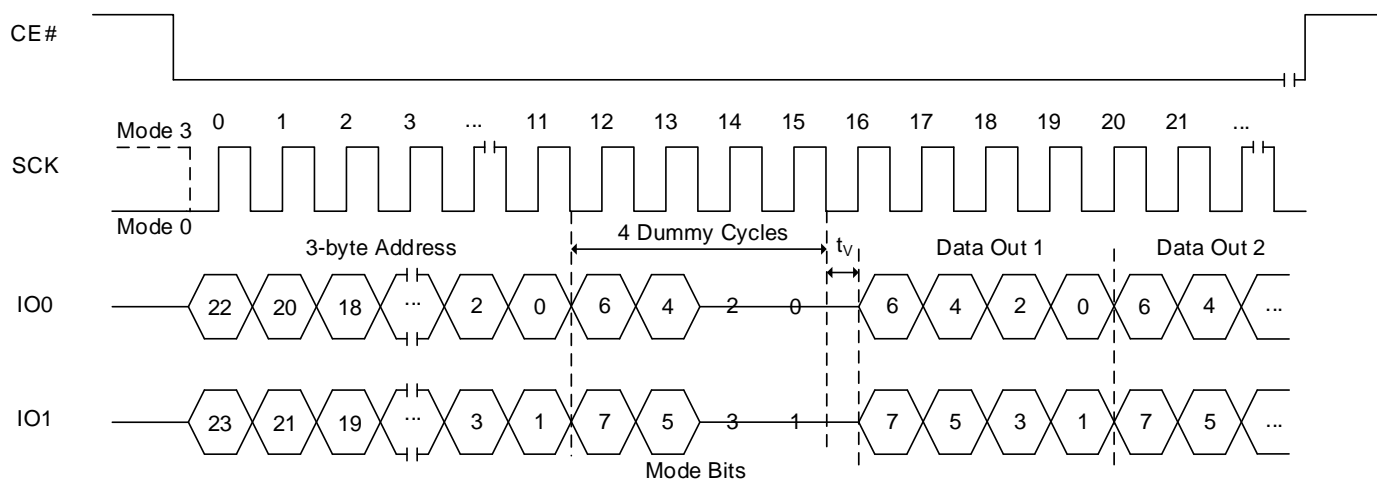 CE#
Mode 3 0 1 2 3 ... 11 12 13 14 15 16 17 18 19 20 21 ...
SCK
Mode 0
3-byte Address 4 Dummy Cycles tV Data Out 1 Data Out 2
IO0 22 20 18 ... 2 0 6 4 2 0 6 4 2 0 6 4 ...
IO1 23 21 19 ... 3 1 7 5 3 1 7 5 3 1 7 5 ...
Mode Bits